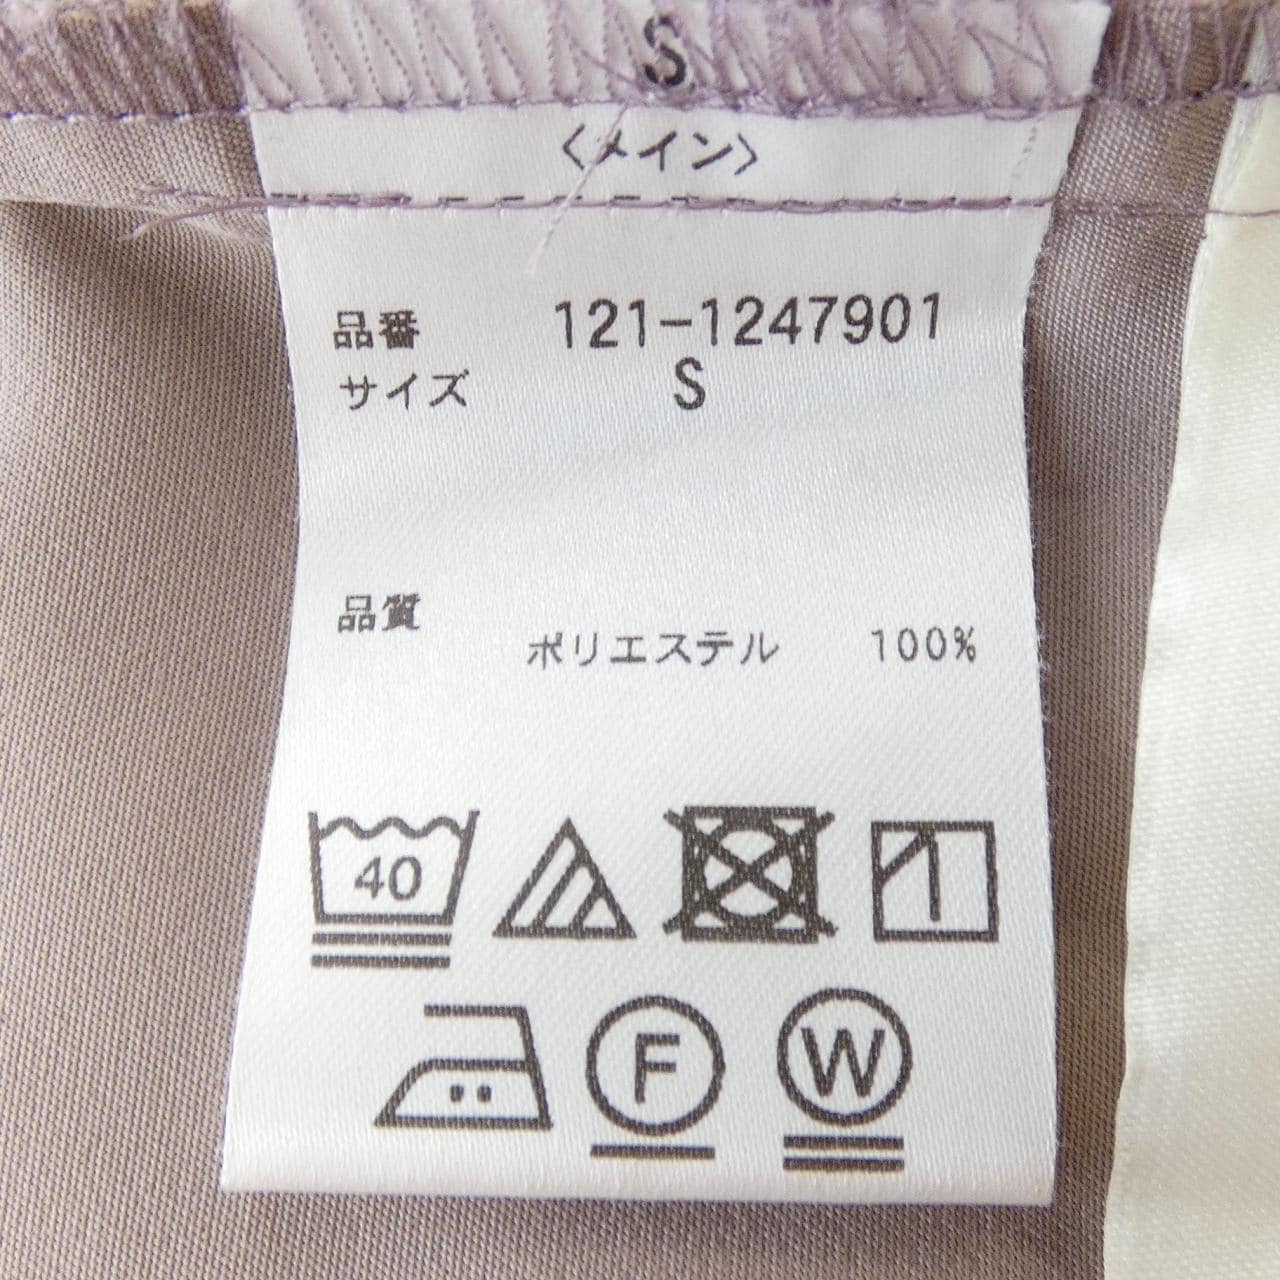 S
〈メイン〉
品番 121-1247901
サイズ S
品質
ポリエステル 100%
40
F W